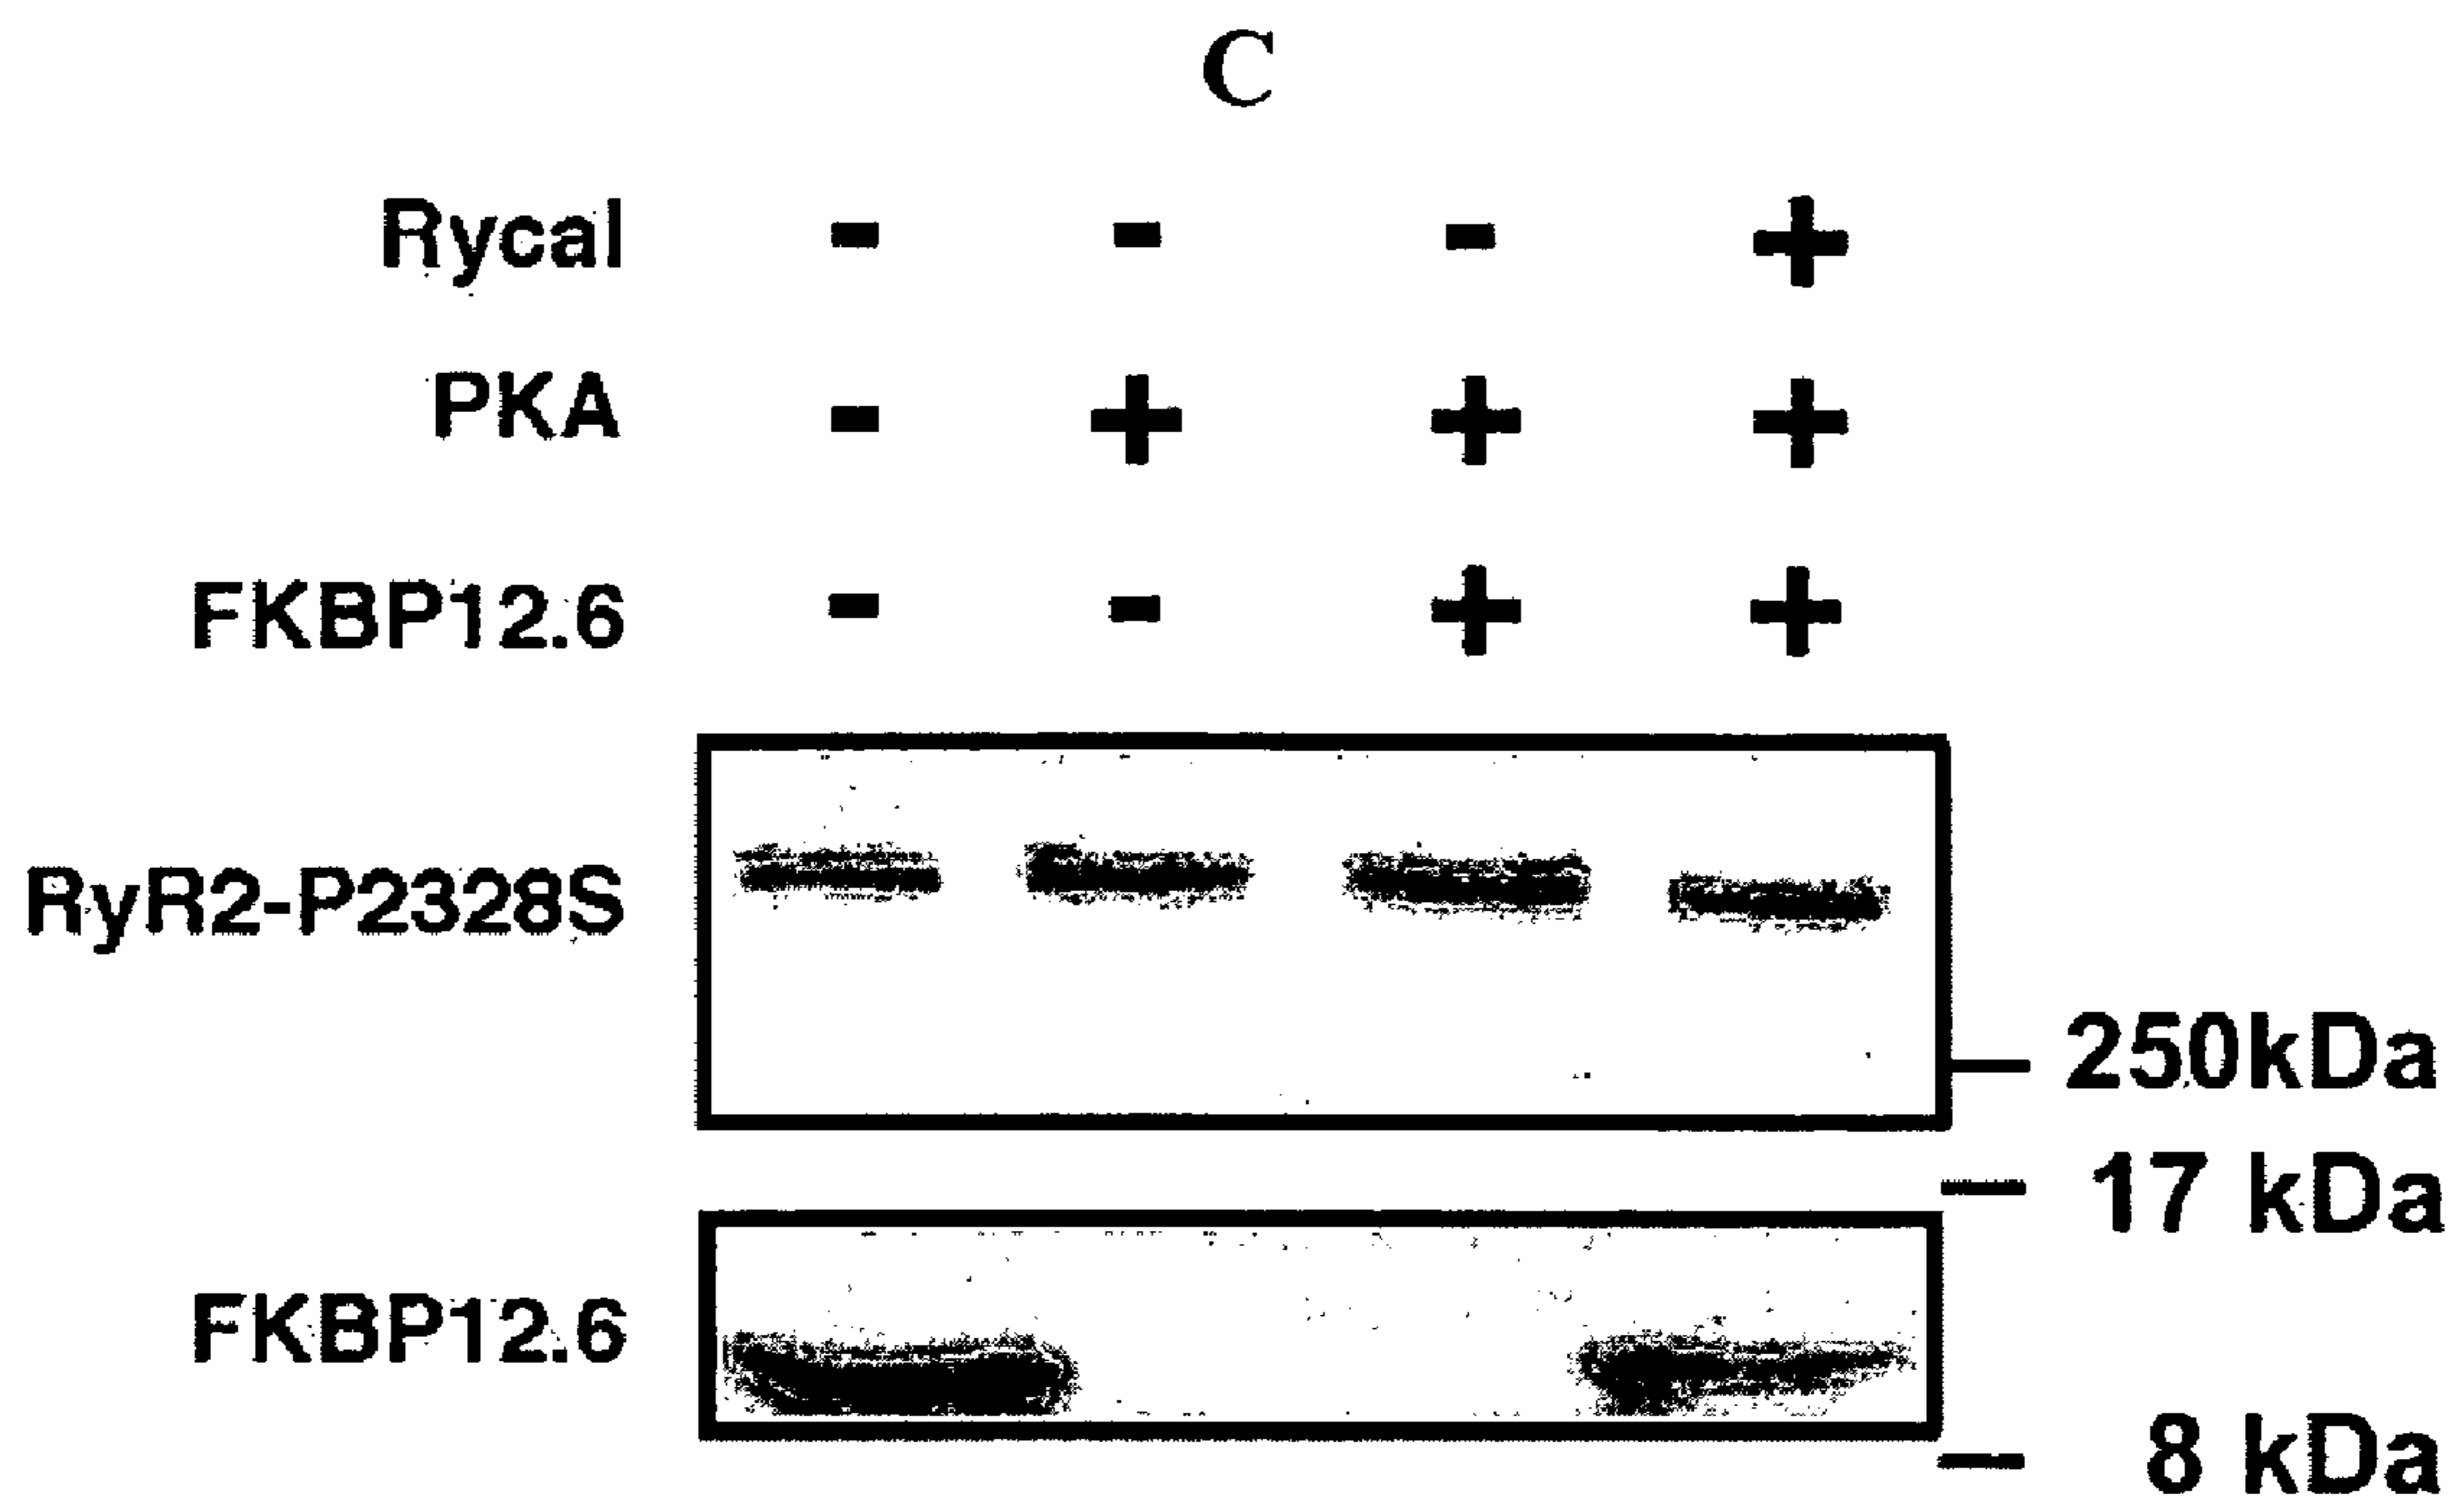 C
Rycal - - - +
PKA - + + +
FKBP12.6 - - + +
RyR2-P2328S
250kDa
17 kDa
FKBP12.6
8 kDa